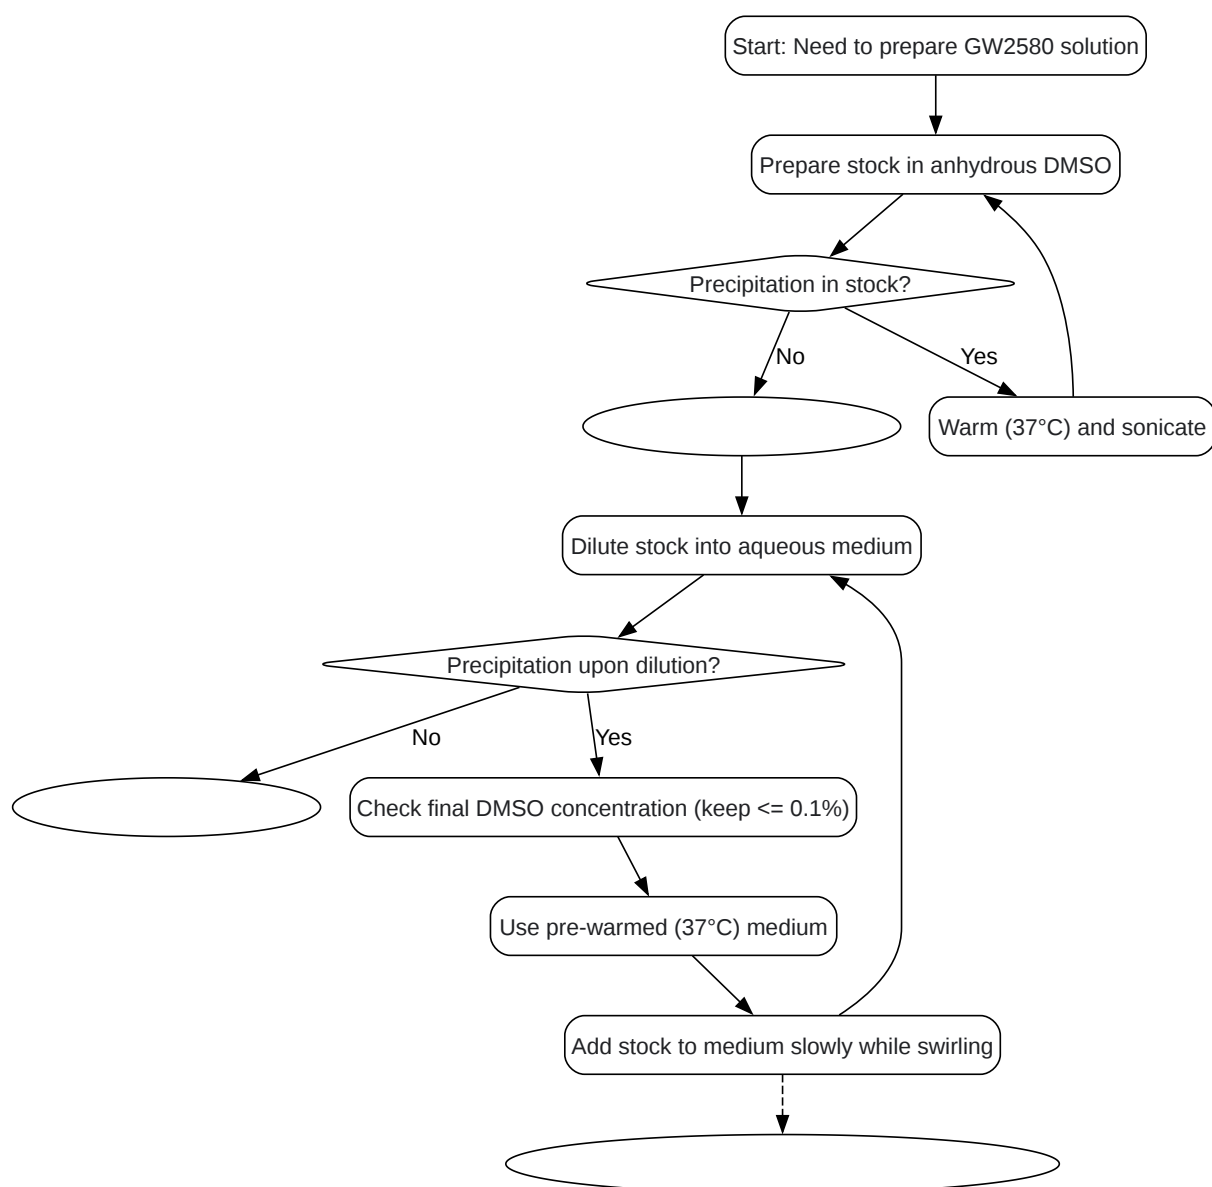 Start: Need to prepare GW2580 solution
Prepare stock in anhydrous DMSO
Precipitation in stock?
No
Yes
Warm (37°C) and sonicate
Dilute stock into aqueous medium
Precipitation upon dilution?
No
Yes
Check final DMSO concentration (keep <= 0.1%)
Use pre-warmed (37°C) medium
Add stock to medium slowly while swirling